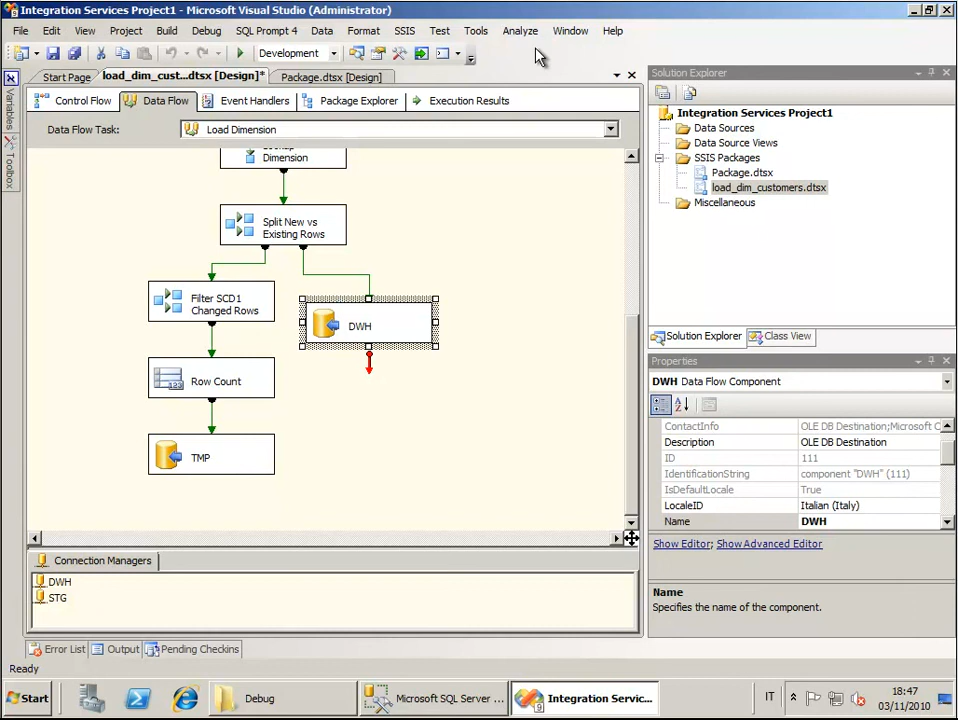 Integration Services Project1 - Microsoft Visual Studio (Administrator)
File Edit View Project Build Debug SQL Prompt 4 Data Format SSIS Test Tools Analyze Window Help
Development
Start Page load_dim_cust...dtsx [Design]* Package.dtsx [Design]
Control Flow Data Flow Event Handlers Package Explorer Execution Results
Data Flow Task: Load Dimension
Variables
Toolbox
Lookup
Dimension
Split New vs
Existing Rows
Filter SCD1
Changed Rows
DWH
Row Count
TMP
Connection Managers
DWH
STG
Error List Output Pending Checkins
Solution Explorer
Integration Services Project1
Data Sources
Data Source Views
SSIS Packages
Package.dtsx
load_dim_customers.dtsx
Miscellaneous
Solution Explorer Class View
Properties
DWH Data Flow Component
ContactInfo OLE DB Destination;Microsoft C
Description OLE DB Destination
ID 111
IdentificationString component "DWH" (111)
IsDefaultLocale True
LocaleID Italian (Italy)
Name DWH
Show Editor; Show Advanced Editor
Name
Specifies the name of the component.
Ready
Start Debug Microsoft SQL Server ... Integration Servic... IT 18:47
03/11/2010